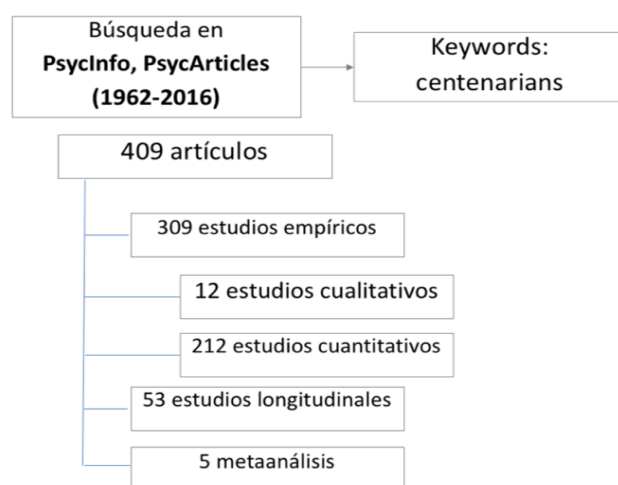 Búsqueda en
PsycInfo, PsycArticles
(1962-2016)
Keywords:
centenarians
409 artículos
309 estudios empíricos
12 estudios cualitativos
212 estudios cuantitativos
53 estudios longitudinales
5 metaanálisis